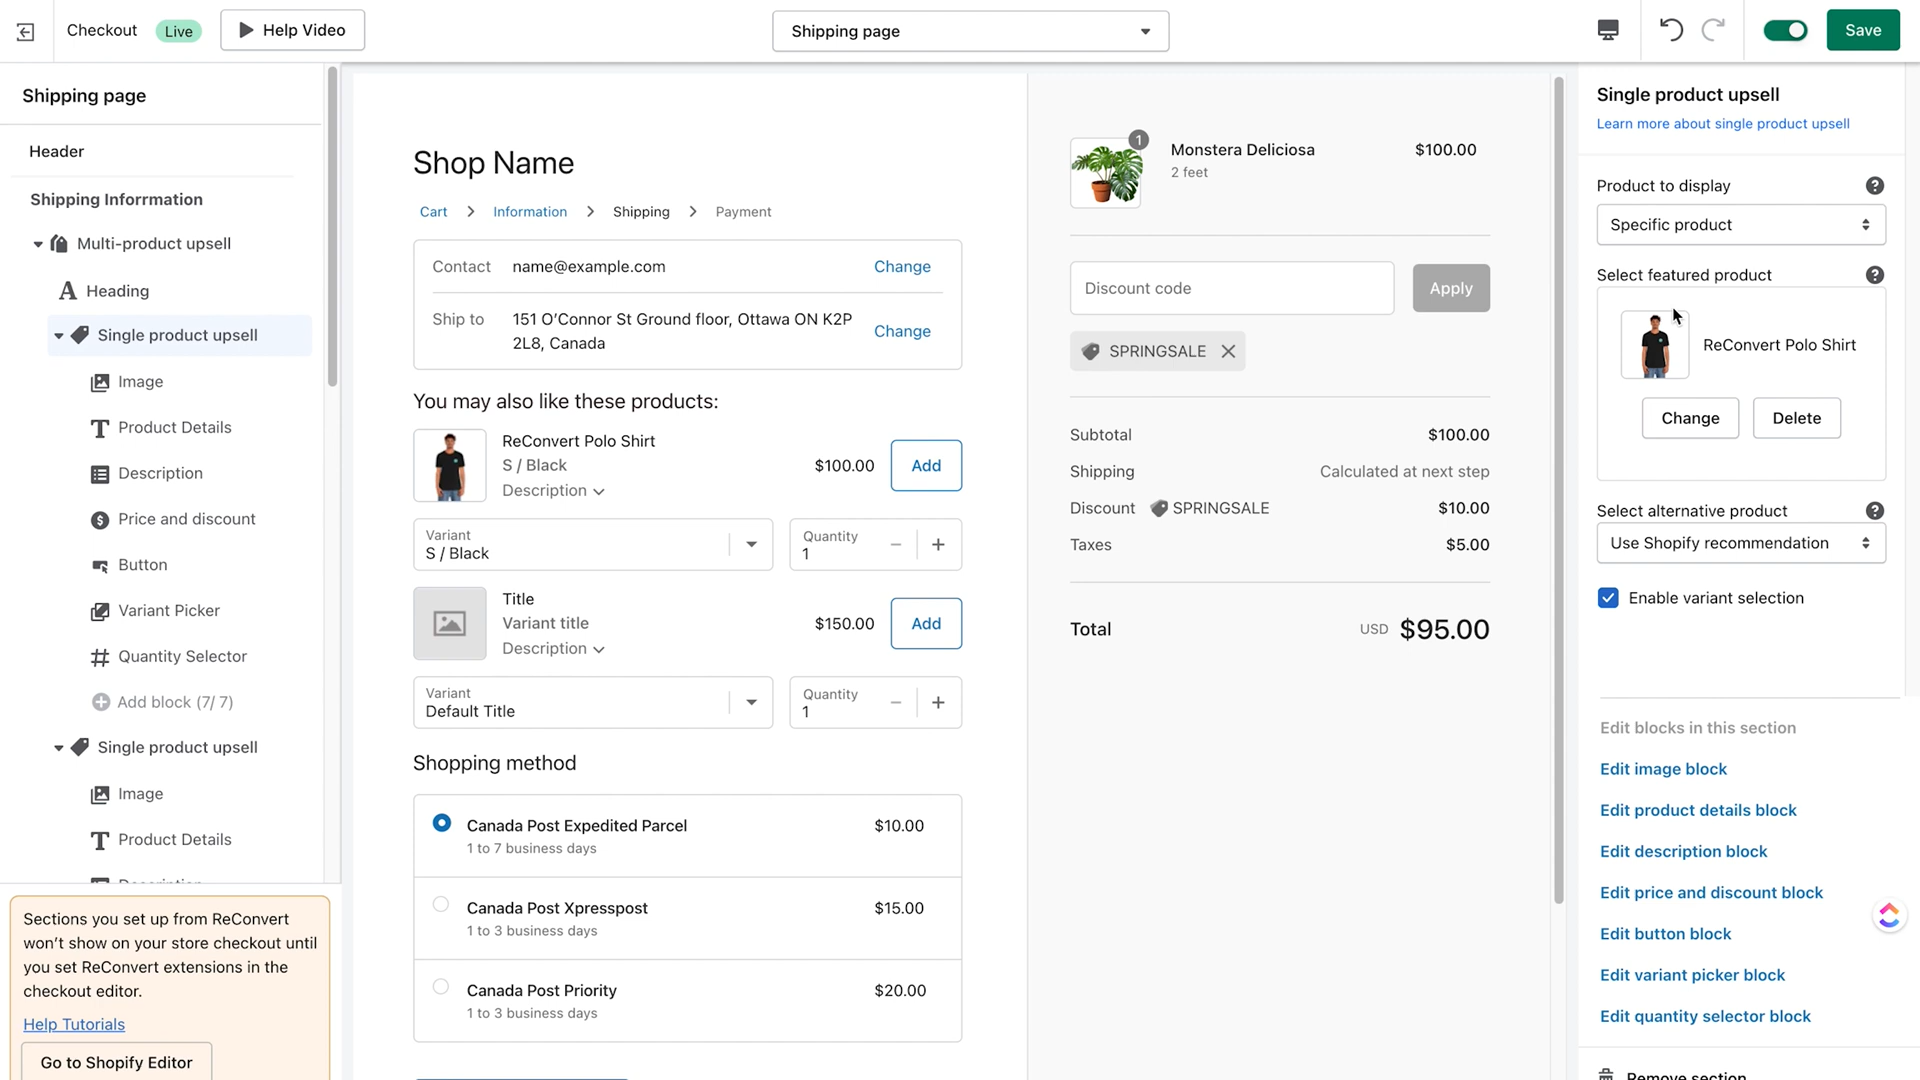 Checkout
Live
Help Video
Shipping page
Save
Shipping page
Header
Shipping Inforrmation
Multi-product upsell
Heading
Single product upsell
Image
Product Details
Description
Price and discount
Button
Variant Picker
Quantity Selector
Add block (7/ 7)
Single product upsell
Image
Product Details
Sections you set up from ReConvert
won't show on your store checkout until
you set ReConvert extensions in the
checkout editor.
Help Tutorials
Go to Shopify Editor
Shop Name
Cart
Information
Shipping
Payment
Contact
name@example.com
Change
Ship to
151 O'Connor St Ground floor, Ottawa ON K2P
2L8, Canada
Change
You may also like these products:
ReConvert Polo Shirt
S / Black
Description
$100.00
Add
Variant
S / Black
Quantity
1
Title
Variant title
Description
$150.00
Add
Variant
Default Title
Quantity
1
Shopping method
Canada Post Expedited Parcel
$10.00
1 to 7 business days
Canada Post Xpresspost
$15.00
1 to 3 business days
Canada Post Priority
$20.00
1 to 3 business days
1
Monstera Deliciosa
$100.00
2 feet
Discount code
Apply
SPRINGSALE
Subtotal
$100.00
Shipping
Calculated at next step
Discount
SPRINGSALE
$10.00
Taxes
$5.00
Total
USD $95.00
Single product upsell
Learn more about single product upsell
Product to display
Specific product
Select featured product
ReConvert Polo Shirt
Change
Delete
Select alternative product
Use Shopify recommendation
Enable variant selection
Edit blocks in this section
Edit image block
Edit product details block
Edit description block
Edit price and discount block
Edit button block
Edit variant picker block
Edit quantity selector block
Remove section